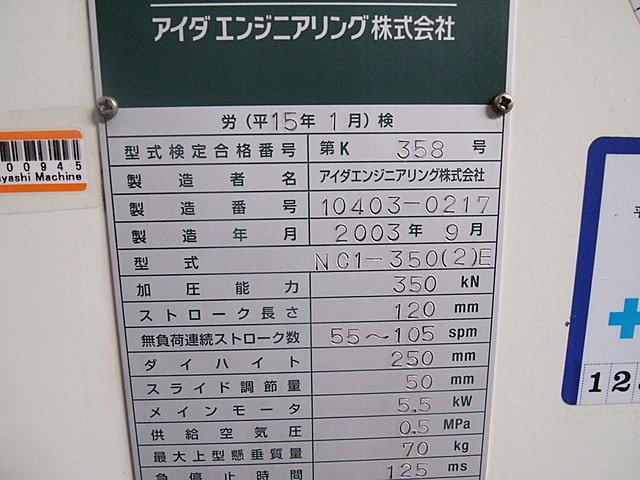 アイダエンジニアリング株式会社
労(平15年 1月)検
型式検定合格番号 第K 358 号
製造者名 アイダエンジニアリング株式会社
製造番号 10403-0217
製造年月 2003年 9月
型式 NC1-350(2)E
加圧能力 350 kN
ストローク長さ 120 mm
無負荷連続ストローク数 55~105 spm
ダイハイト 250 mm
スライド調節量 50 mm
メインモータ 5.5 kW
供給空気圧 0.5 MPa
最大上型懸垂質量 70 kg
急停止時間 125 ms
00945
ayashi Machine
12